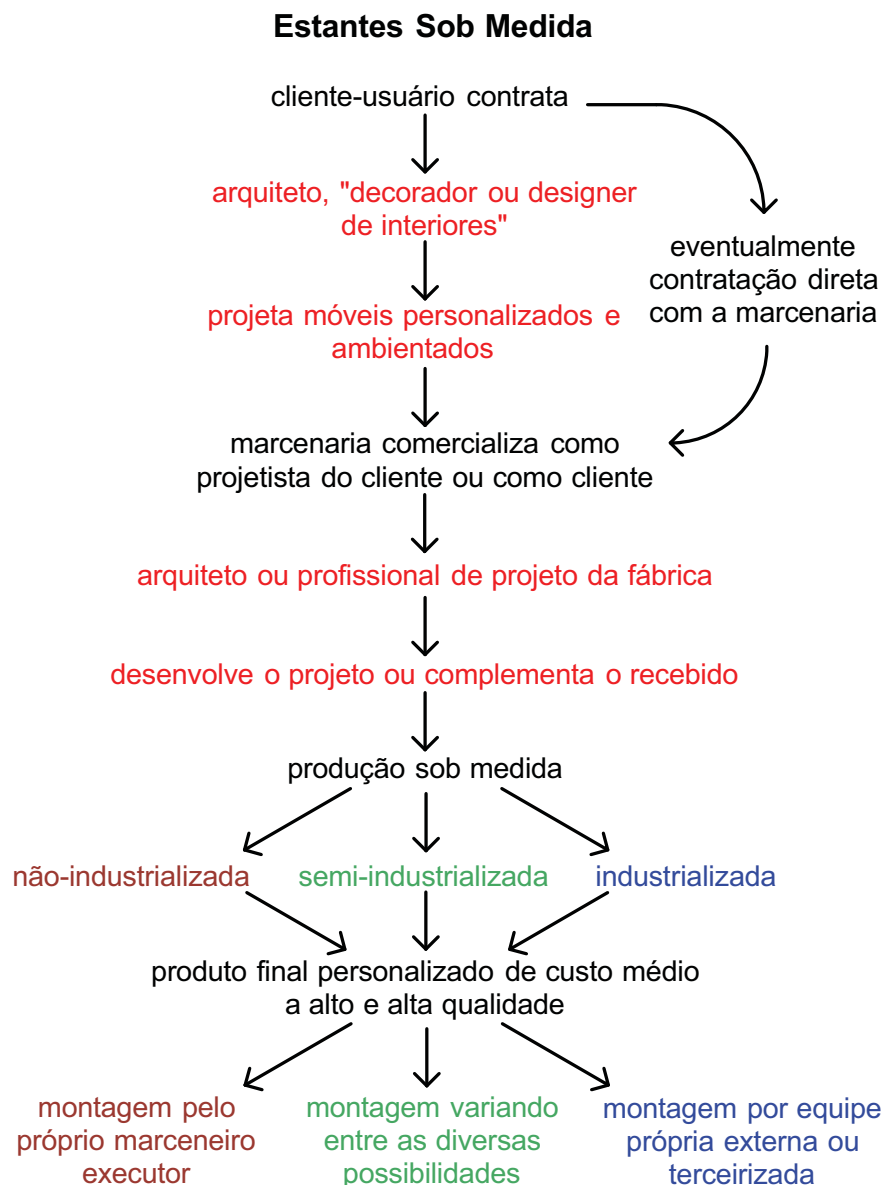 Estantes Sob Medida
cliente-usuário contrata
arquiteto, "decorador ou designer
de interiores"
eventualmente
contratação direta
com a marcenaria
projeta móveis personalizados e
ambientados
marcenaria comercializa como
projetista do cliente ou como cliente
arquiteto ou profissional de projeto da fábrica
desenvolve o projeto ou complementa o recebido
produção sob medida
não-industrializada
semi-industrializada
industrializada
produto final personalizado de custo médio
a alto e alta qualidade
montagem pelo
próprio marceneiro
executor
montagem variando
entre as diversas
possibilidades
montagem por equipe
própria externa ou
terceirizada